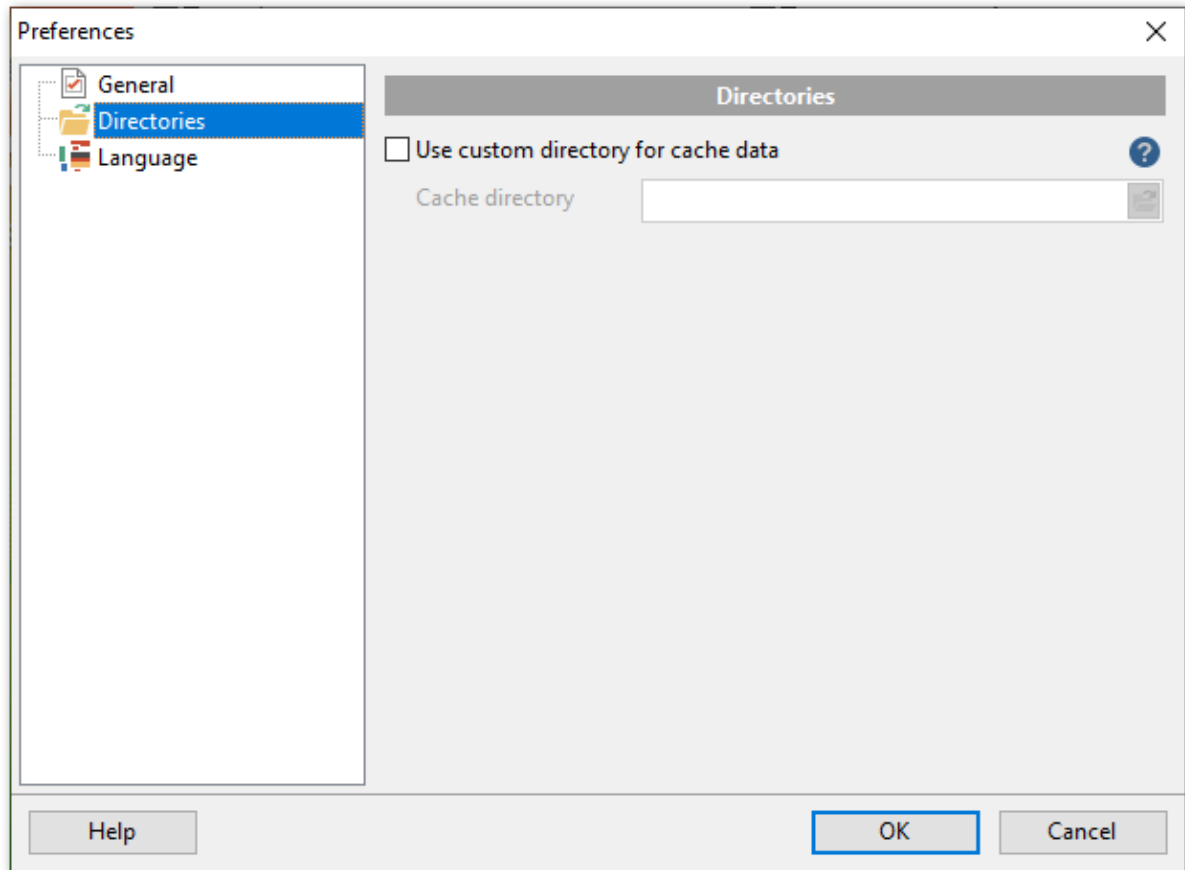 Preferences
General
Directories
Language
Directories
Use custom directory for cache data
Cache directory
Help
OK
Cancel